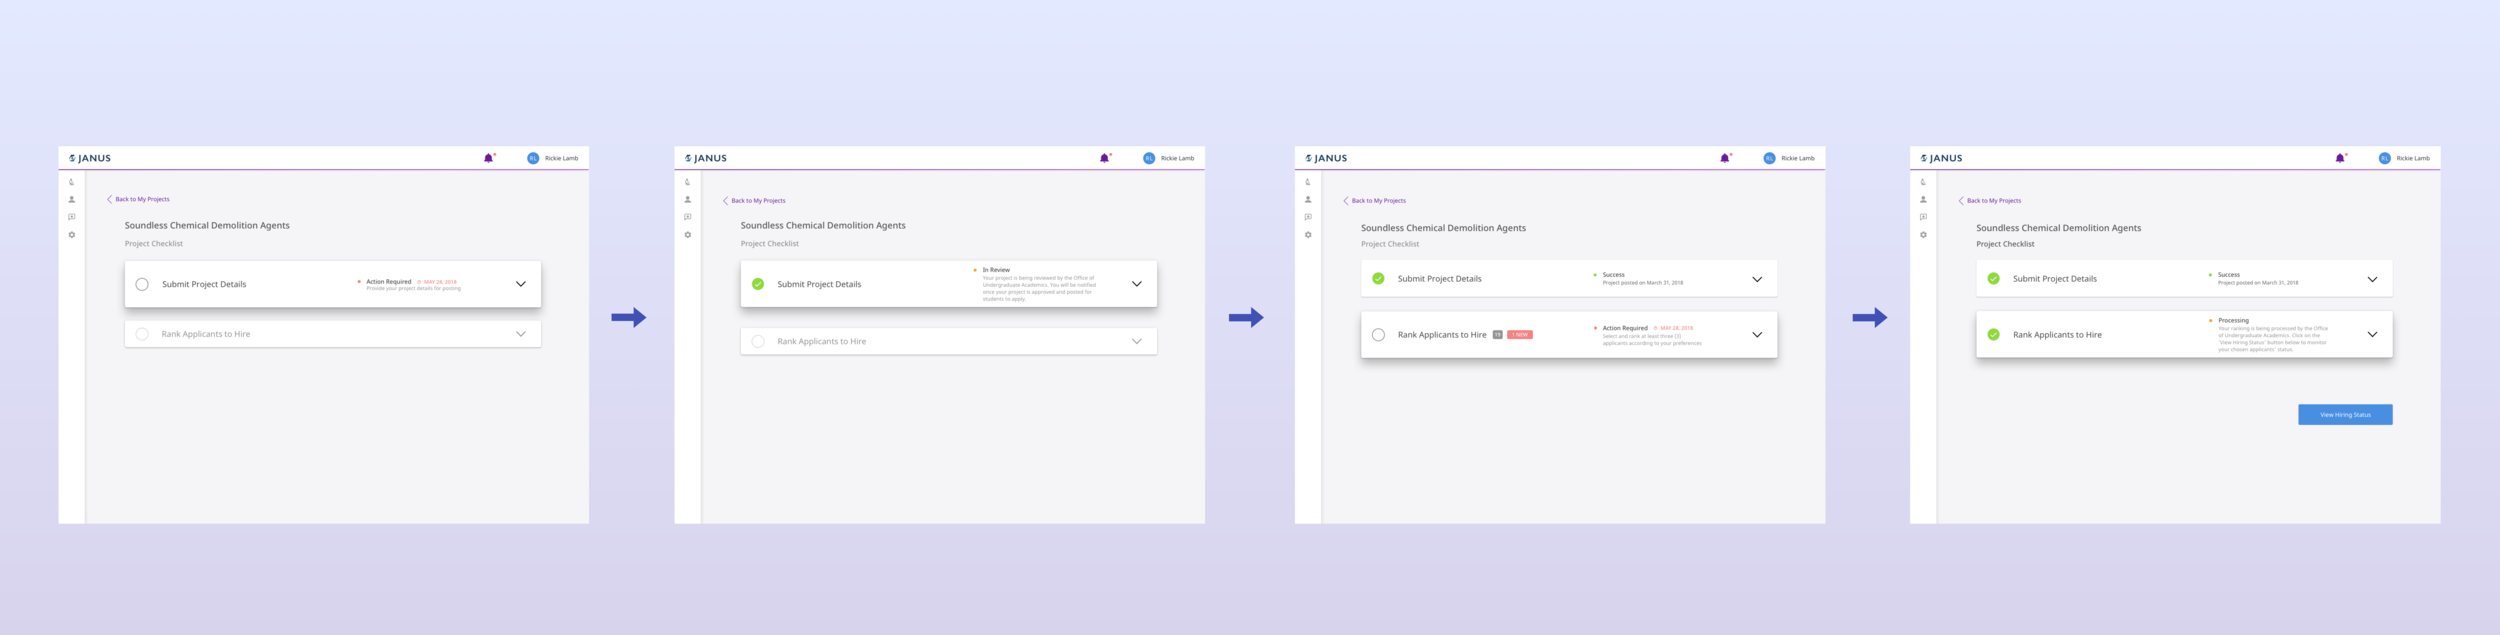 JANUS
RL Rickie Lamb
Back to My Projects
Soundless Chemical Demolition Agents
Project Checklist
Submit Project Details
Action Required MAY 28, 2018
Provide your project details for posting
Rank Applicants to Hire
JANUS
RL Rickie Lamb
Back to My Projects
Soundless Chemical Demolition Agents
Project Checklist
Submit Project Details
In Review
Your project is being reviewed by the Office of
Undergraduate Academics. You will be notified
once your project is approved and posted for
students to apply.
Rank Applicants to Hire
JANUS
RL Rickie Lamb
Back to My Projects
Soundless Chemical Demolition Agents
Project Checklist
Submit Project Details
Success
Project posted on March 31, 2018
Rank Applicants to Hire 1 NEW
Action Required MAY 28, 2018
Select and rank at least three (3)
applicants according to your preferences
JANUS
RL Rickie Lamb
Back to My Projects
Soundless Chemical Demolition Agents
Project Checklist
Submit Project Details
Success
Project posted on March 31, 2018
Rank Applicants to Hire
Processing
Your ranking is being processed by the Office
of Undergraduate Academics. Click on the
"View Hiring Status" button below to monitor
your chosen applicants' status.
View Hiring Status